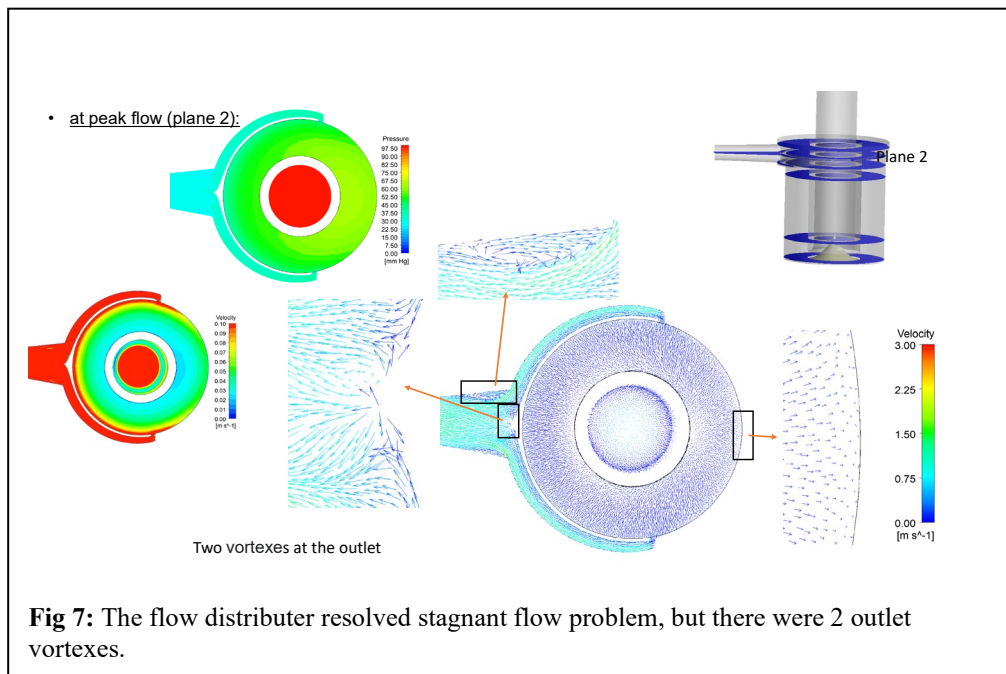 • at peak flow (plane 2):
Pressure
97.50
90.00
82.50
75.00
67.50
60.00
52.50
45.00
37.50
30.00
22.50
15.00
7.50
0.00
[mm Hg]
Plane 2
Velocity
0.10
0.09
0.08
0.07
0.06
0.05
0.04
0.03
0.02
0.01
0.00
[m s^-1]
Velocity
3.00
2.25
1.50
0.75
0.00
[m s^-1]
Two vortexes at the outlet
Fig 7: The flow distributer resolved stagnant flow problem, but there were 2 outlet
vortexes.